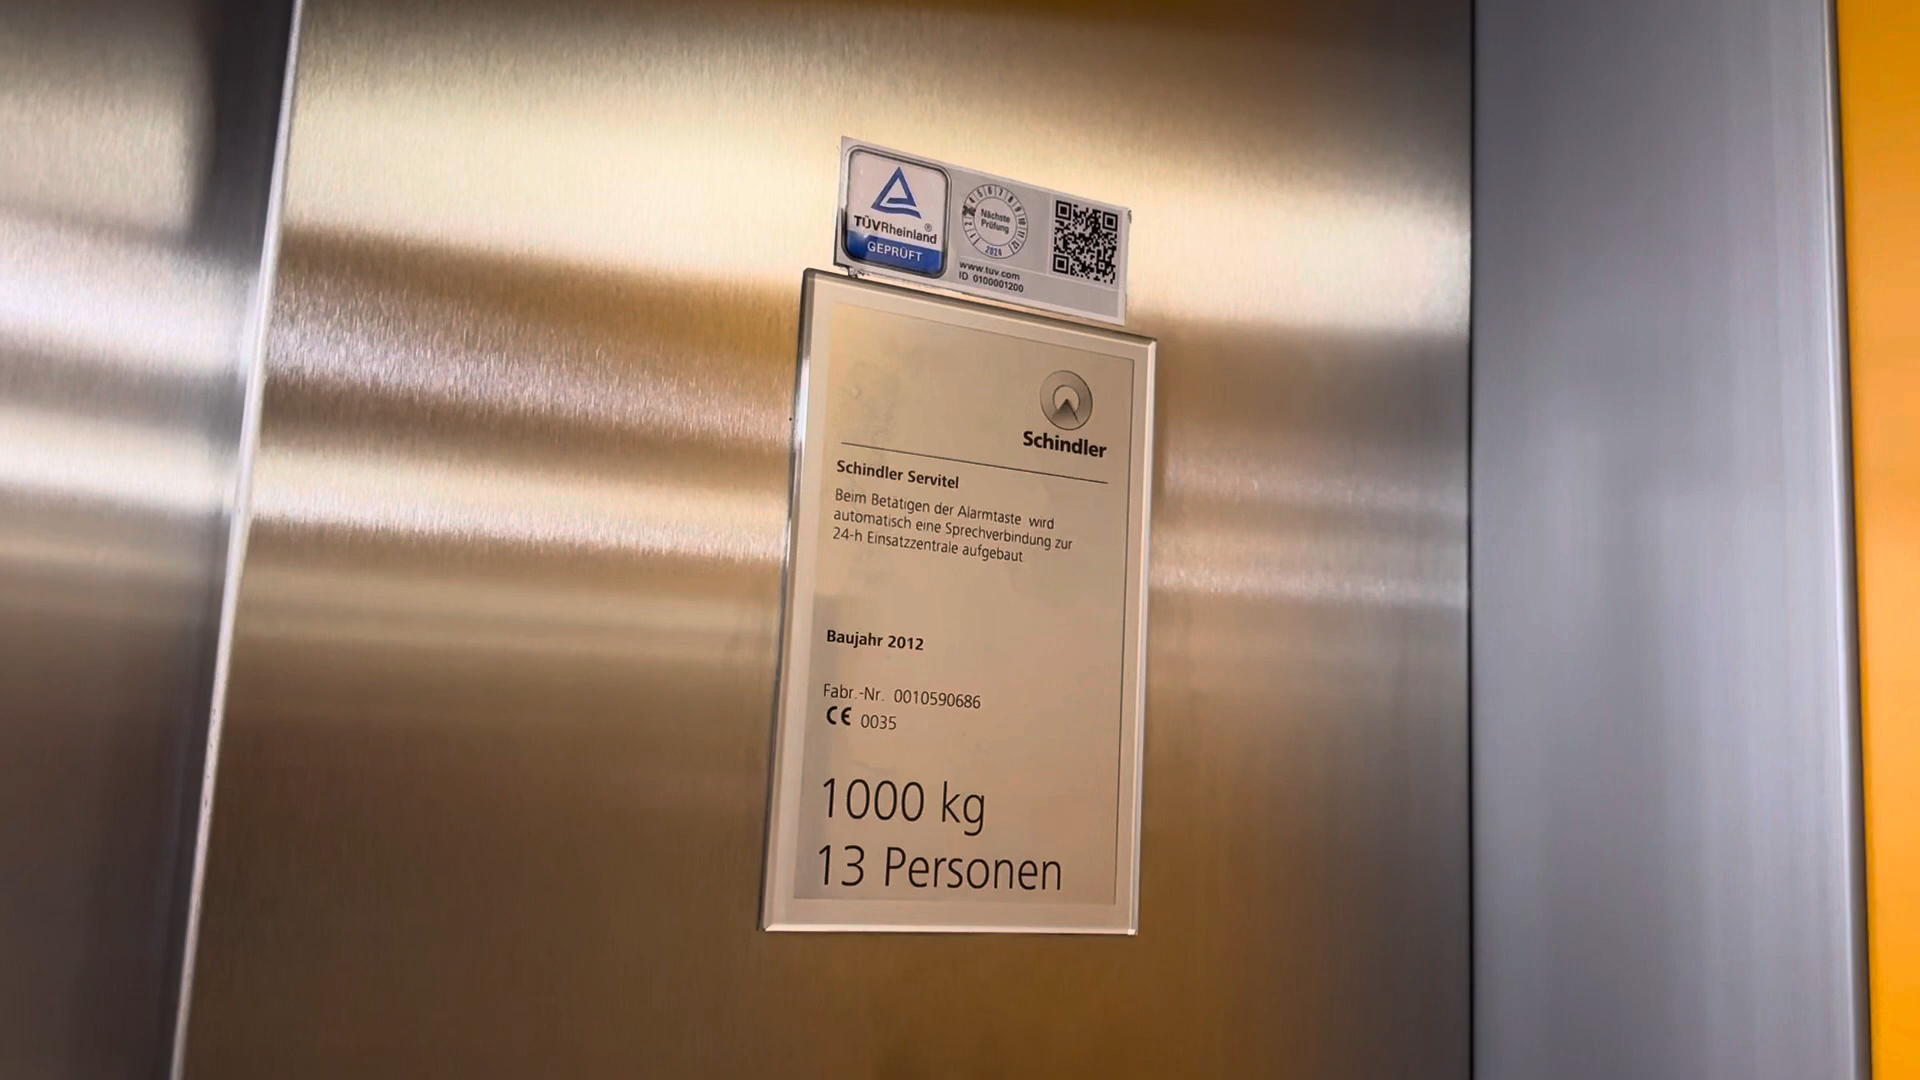 TÜVRheinland®
GEPRÜFT
Nächste
Prüfung
2024
www.tuv.com
ID 0100001200
Schindler
Schindler Servitel
Beim Betätigen der Alarmtaste wird
automatisch eine Sprechverbindung zur
24-h Einsatzzentrale aufgebaut
Baujahr 2012
Fabr.-Nr. 0010590686
CE 0035
1000 kg
13 Personen